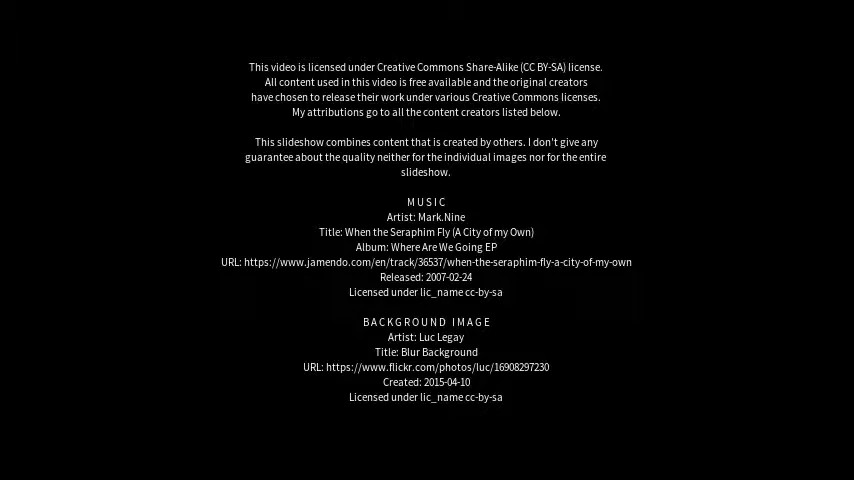 This video is licensed under Creative Commons Share-Alike (CC BY-SA) license.
All content used in this video is free available and the original creators
have chosen to release their work under various Creative Commons licenses.
My attributions go to all the content creators listed below.
This slideshow combines content that is created by others. I don't give any
guarantee about the quality neither for the individual images nor for the entire
slideshow.
MUSIC
Artist: Mark.Nine
Title: When the Seraphim Fly (A City of my Own)
Album: Where Are We Going EP
URL: https://www.jamendo.com/en/track/36537/when-the-seraphim-fly-a-city-of-my-own
Released: 2007-02-24
Licensed under lic_name cc-by-sa
BACKGROUND IMAGE
Artist: Luc Legay
Title: Blur Background
URL: https://www.flickr.com/photos/luc/16908297230
Created: 2015-04-10
Licensed under lic_name cc-by-sa